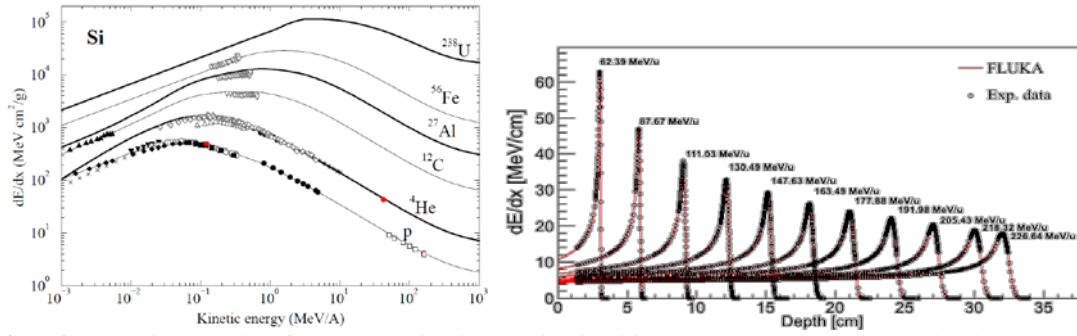 Si
dE/dx (MeV cm²/g)
10⁵
10⁴
10³
10²
10¹
10⁰
10⁻³
10⁻²
10⁻¹
10⁰
10¹
10²
10³
Kinetic energy (MeV/A)
²³⁸U
⁵⁶Fe
²⁷Al
¹²C
⁴He
p
dE/dx [MeV/cm]
60
50
40
30
20
10
0
0
5
10
15
20
25
30
35
Depth [cm]
FLUKA
Exp. data
62.39 MeV/u
87.67 MeV/u
111.03 MeV/u
130.49 MeV/u
147.63 MeV/u
163.49 MeV/u
177.88 MeV/u
191.98 MeV/u
205.43 MeV/u
218.32 MeV/u
226.64 MeV/u